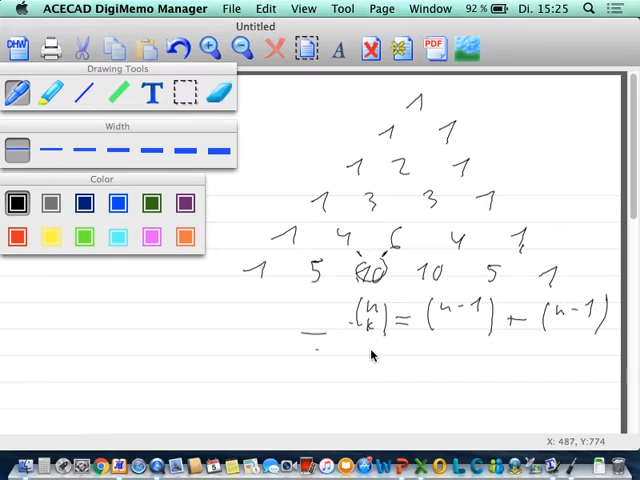 ACECAD DigiMemo Manager File Edit View Tool Window 92 % Di. 15:25
Untitled
DHW A PDF
Drawing Tools
T
Width
Color
1
1 1
1 2 1
1 3 3 1
1 4 6 4 1
1 5 10 10 5 1
(n k) = (n-1) + (n-1)
X: 487, Y:774